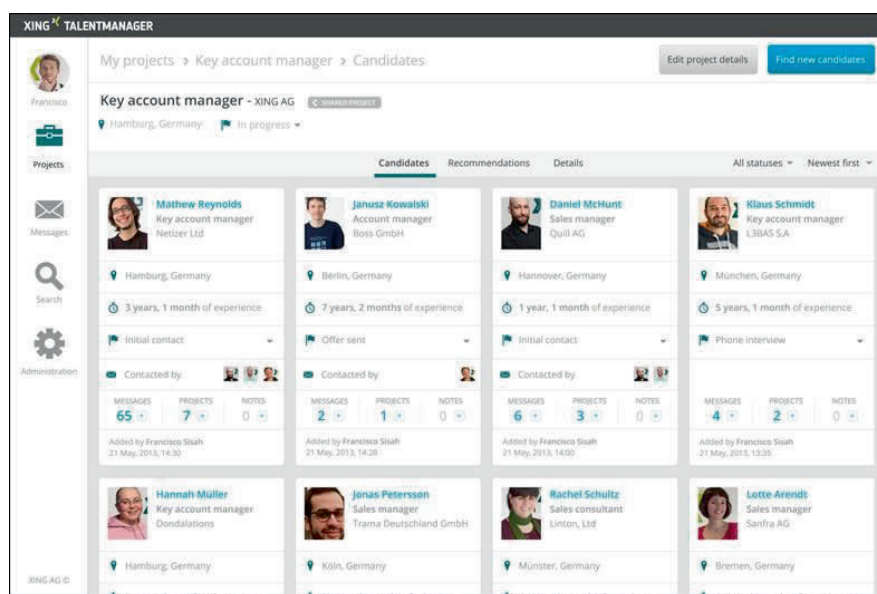 XING TALENTMANAGER
My projects > Key account manager > Candidates
Edit project details
Find new candidates
Francisco
Key account manager - XING AG
SHARED PROJECT
Hamburg, Germany
In progress
Projects
Candidates Recommendations Details
All statuses Newest first
Mathew Reynolds
Key account manager
Netizer Ltd
Hamburg, Germany
3 years, 1 month of experience
Initial contact
Contacted by
MESSAGES PROJECTS NOTES
65 + 7 + 0 +
Added by Francisco Sisah
21 May, 2013, 14:30
Janusz Kowalski
Account manager
Boss GmbH
Berlin, Germany
7 years, 2 months of experience
Offer sent
Contacted by
MESSAGES PROJECTS NOTES
2 + 1 + 0 +
Added by Francisco Sisah
21 May, 2013, 14:28
Daniel McHunt
Sales manager
Quill AG
Hannover, Germany
1 year, 1 month of experience
Initial contact
Contacted by
MESSAGES PROJECTS NOTES
6 + 3 + 0 +
Added by Francisco Sisah
21 May, 2013, 14:00
Klaus Schmidt
Key account manager
L3BAS S.A
München, Germany
5 years, 1 month of experience
Phone interview
MESSAGES PROJECTS NOTES
4 + 2 + 0 +
Added by Francisco Sisah
21 May, 2013, 13:35
Messages
Search
Administration
Hannah Müller
Key account manager
Dondalations
Hamburg, Germany
Jonas Petersson
Sales manager
Trama Deutschland GmbH
Köln, Germany
Rachel Schultz
Sales consultant
Linton, Ltd
Münster, Germany
Lotte Arendt
Sales manager
Sanfra AG
Bremen, Germany
XING AG ©